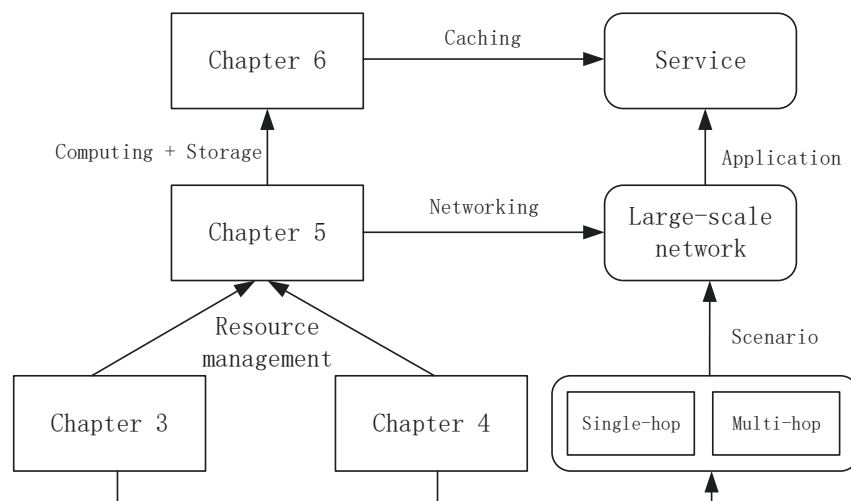 Chapter 6
Caching
Service
Computing + Storage
Application
Chapter 5
Networking
Large-scale
network
Resource
management
Scenario
Chapter 3
Chapter 4
Single-hop
Multi-hop